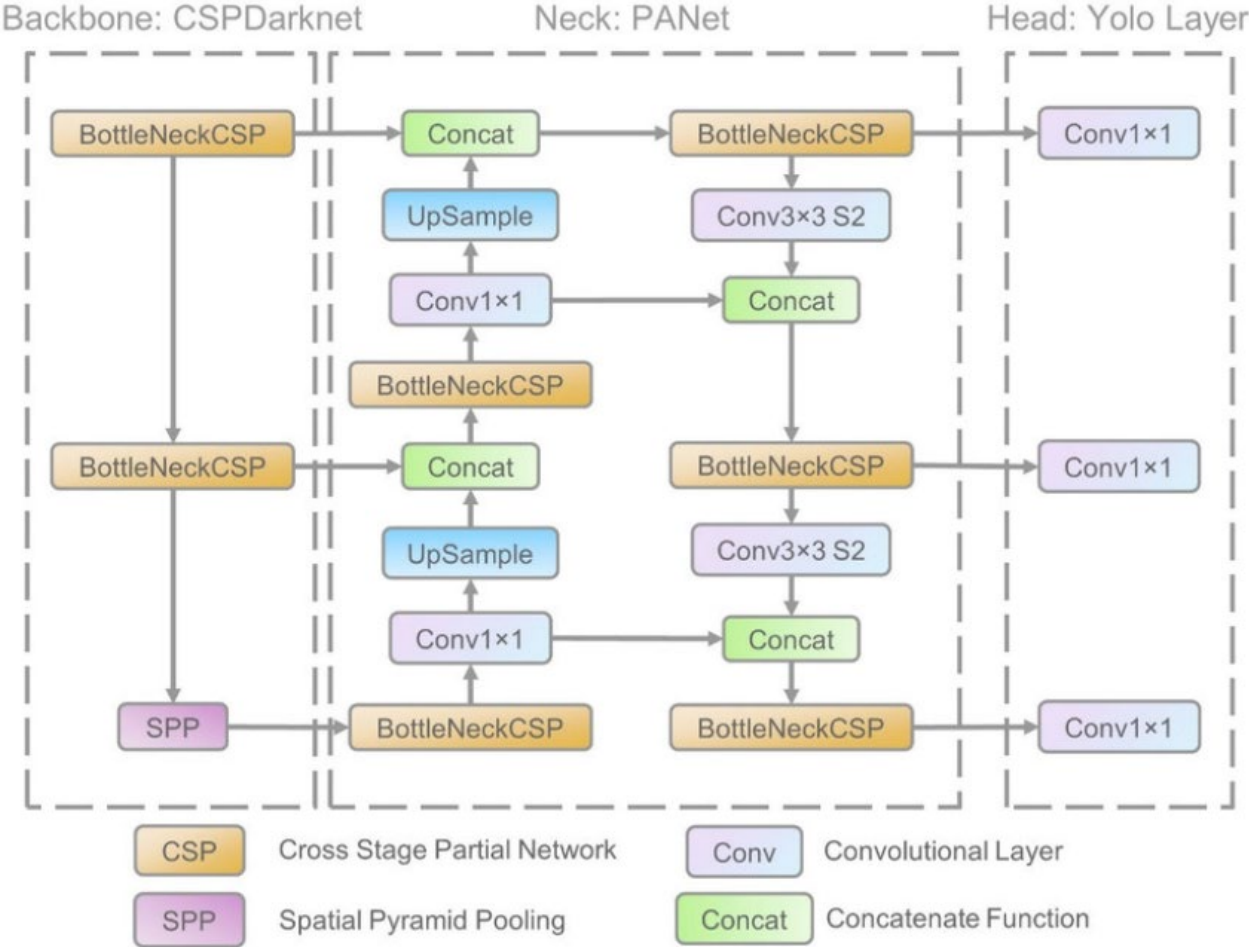 Backbone: CSPDarknet Neck: PANet Head: Yolo Layer
BottleNeckCSP Concat BottleNeckCSP Conv1×1
UpSample Conv3×3 S2
Conv1×1 Concat
BottleNeckCSP
BottleNeckCSP Concat BottleNeckCSP Conv1×1
UpSample Conv3×3 S2
Conv1×1 Concat
SPP BottleNeckCSP BottleNeckCSP Conv1×1
CSP Cross Stage Partial Network Conv Convolutional Layer
SPP Spatial Pyramid Pooling Concat Concatenate Function